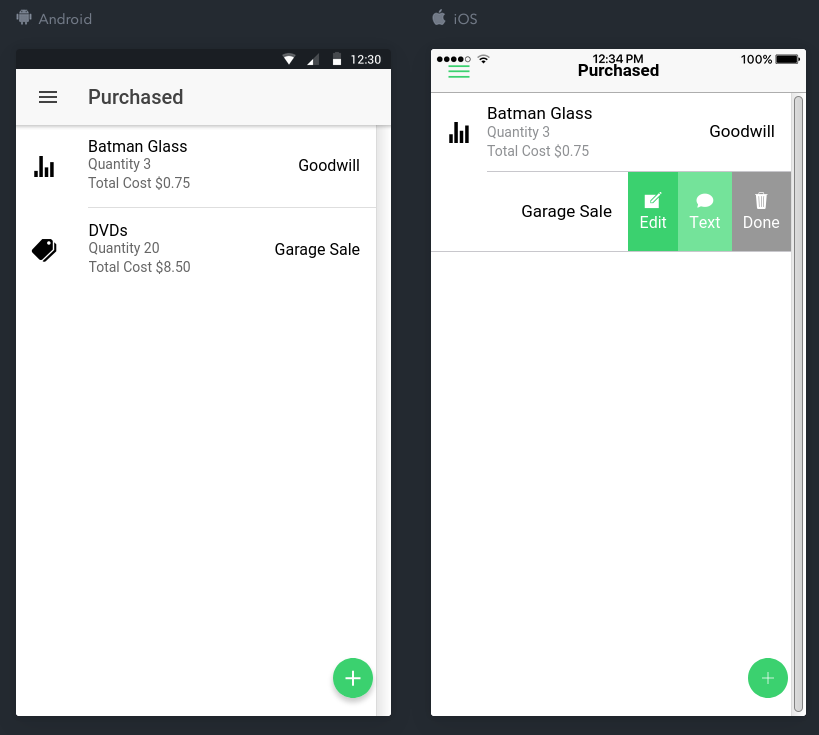 Android
12:30
Purchased
Batman Glass
Quantity 3
Total Cost $0.75
Goodwill
DVDs
Quantity 20
Total Cost $8.50
Garage Sale
iOS
12:34 PM
100%
Purchased
Batman Glass
Quantity 3
Total Cost $0.75
Goodwill
Garage Sale
Edit
Text
Done